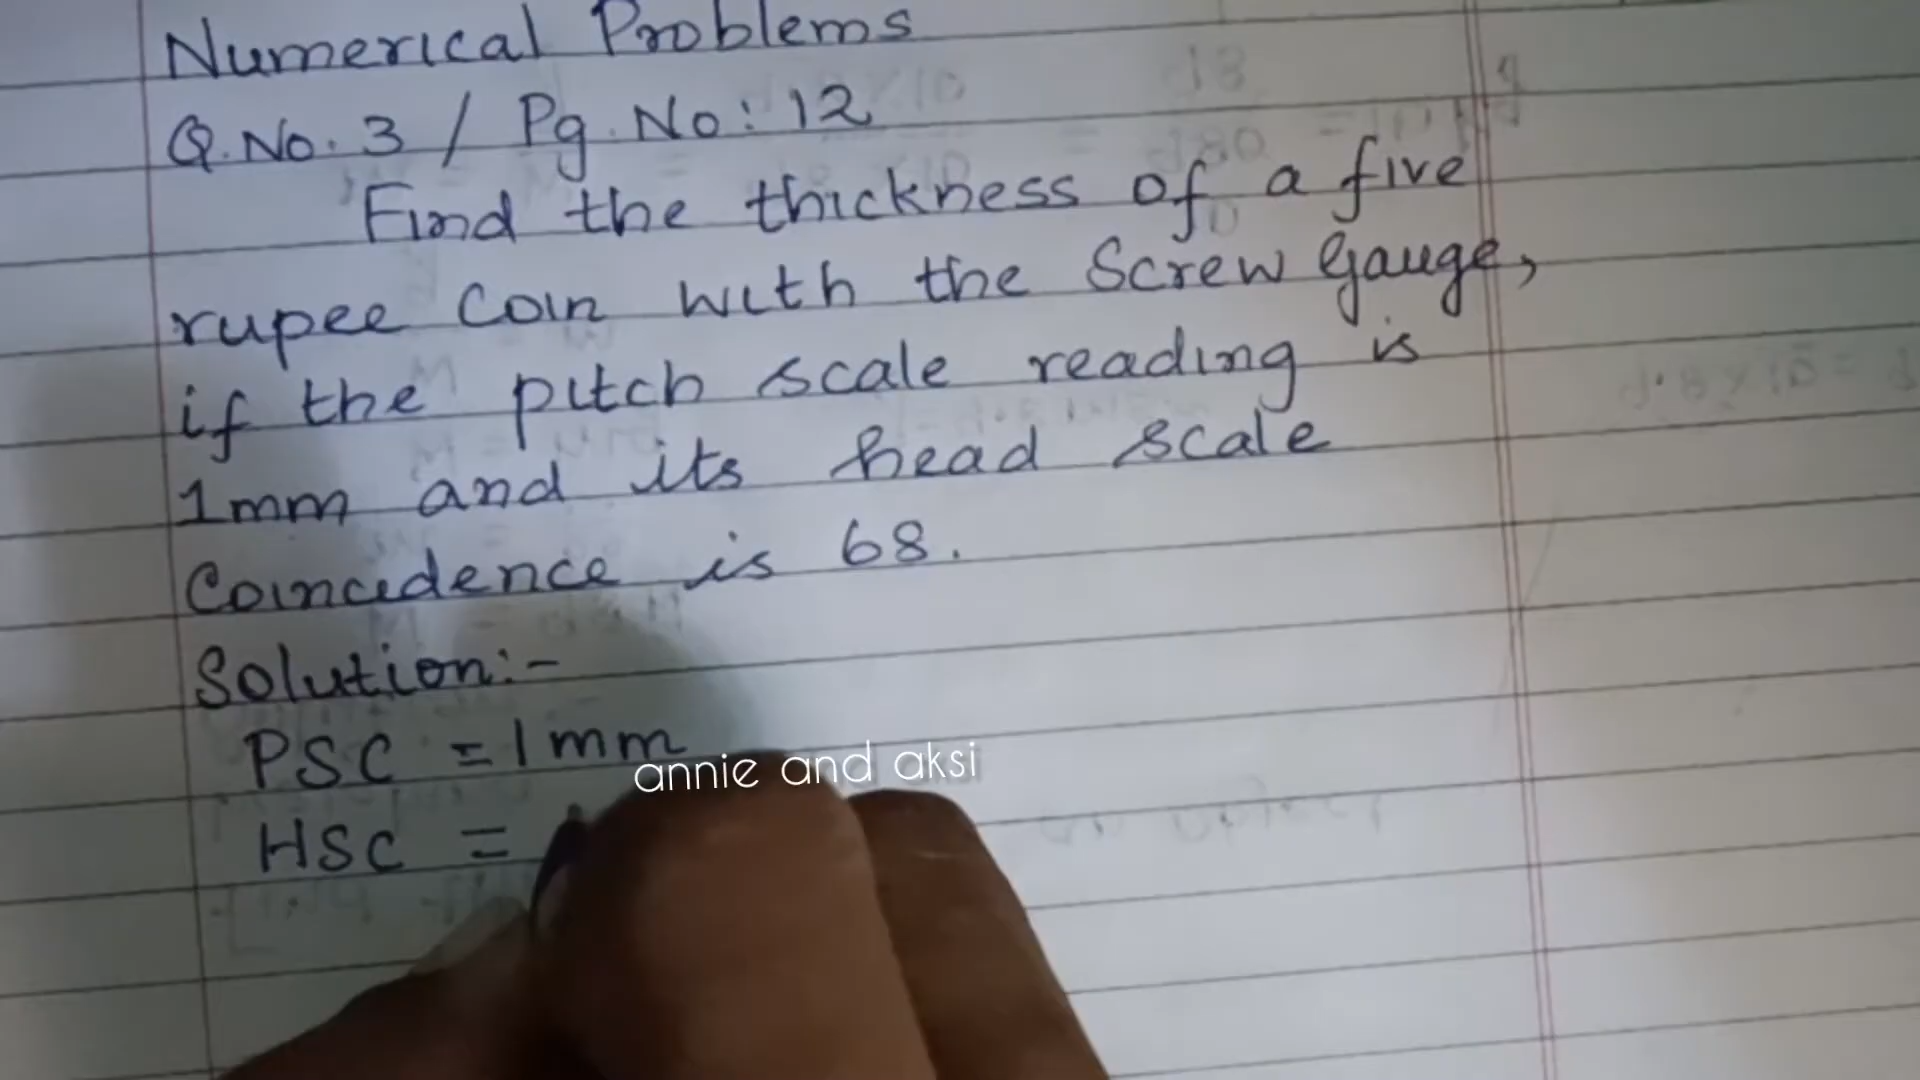 Numerical Problems
Q.No.3 / Pg.No:12
Find the thickness of a five
rupee coin with the Screw Gauge,
if the pitch scale reading is
1mm and its head scale
Coincidence is 68.
Solution:-
PSC = 1mm
annie and aksi
HSC =